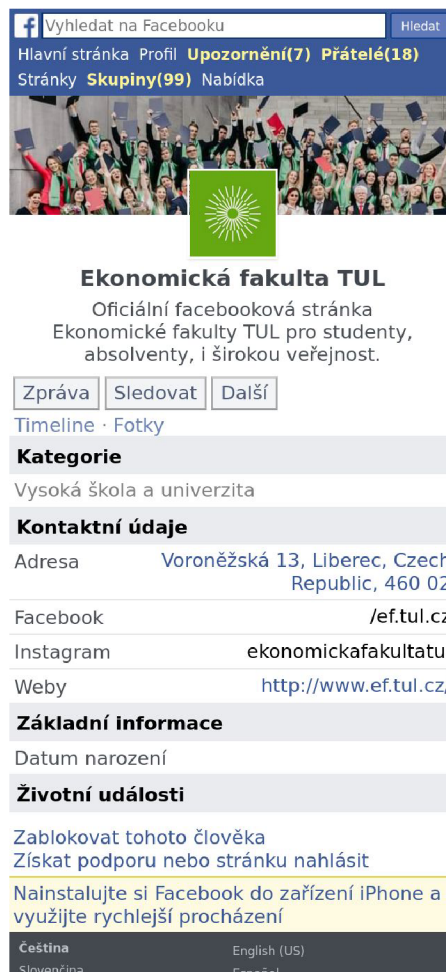 Vyhledat na Facebooku
Hledat
Hlavní stránka Profil Upozornění(7) Přátelé(18)
Stránky Skupiny(99) Nabídka
Ekonomická fakulta TUL
Oficiální facebooková stránka
Ekonomické fakulty TUL pro studenty,
absolventy, i širokou veřejnost.
Zpráva Sledovat Další
Timeline · Fotky
Kategorie
Vysoká škola a univerzita
Kontaktní údaje
Adresa Voroněžská 13, Liberec, Czech
Republic, 460 02
Facebook /ef.tul.cz
Instagram ekonomickafakultatu
Weby http://www.ef.tul.cz/
Základní informace
Datum narození
Životní události
Zablokovat tohoto člověka
Získat podporu nebo stránku nahlásit
Nainstalujte si Facebook do zařízení iPhone a
využijte rychlejší procházení
Čeština English (US)
Slovenčina Español